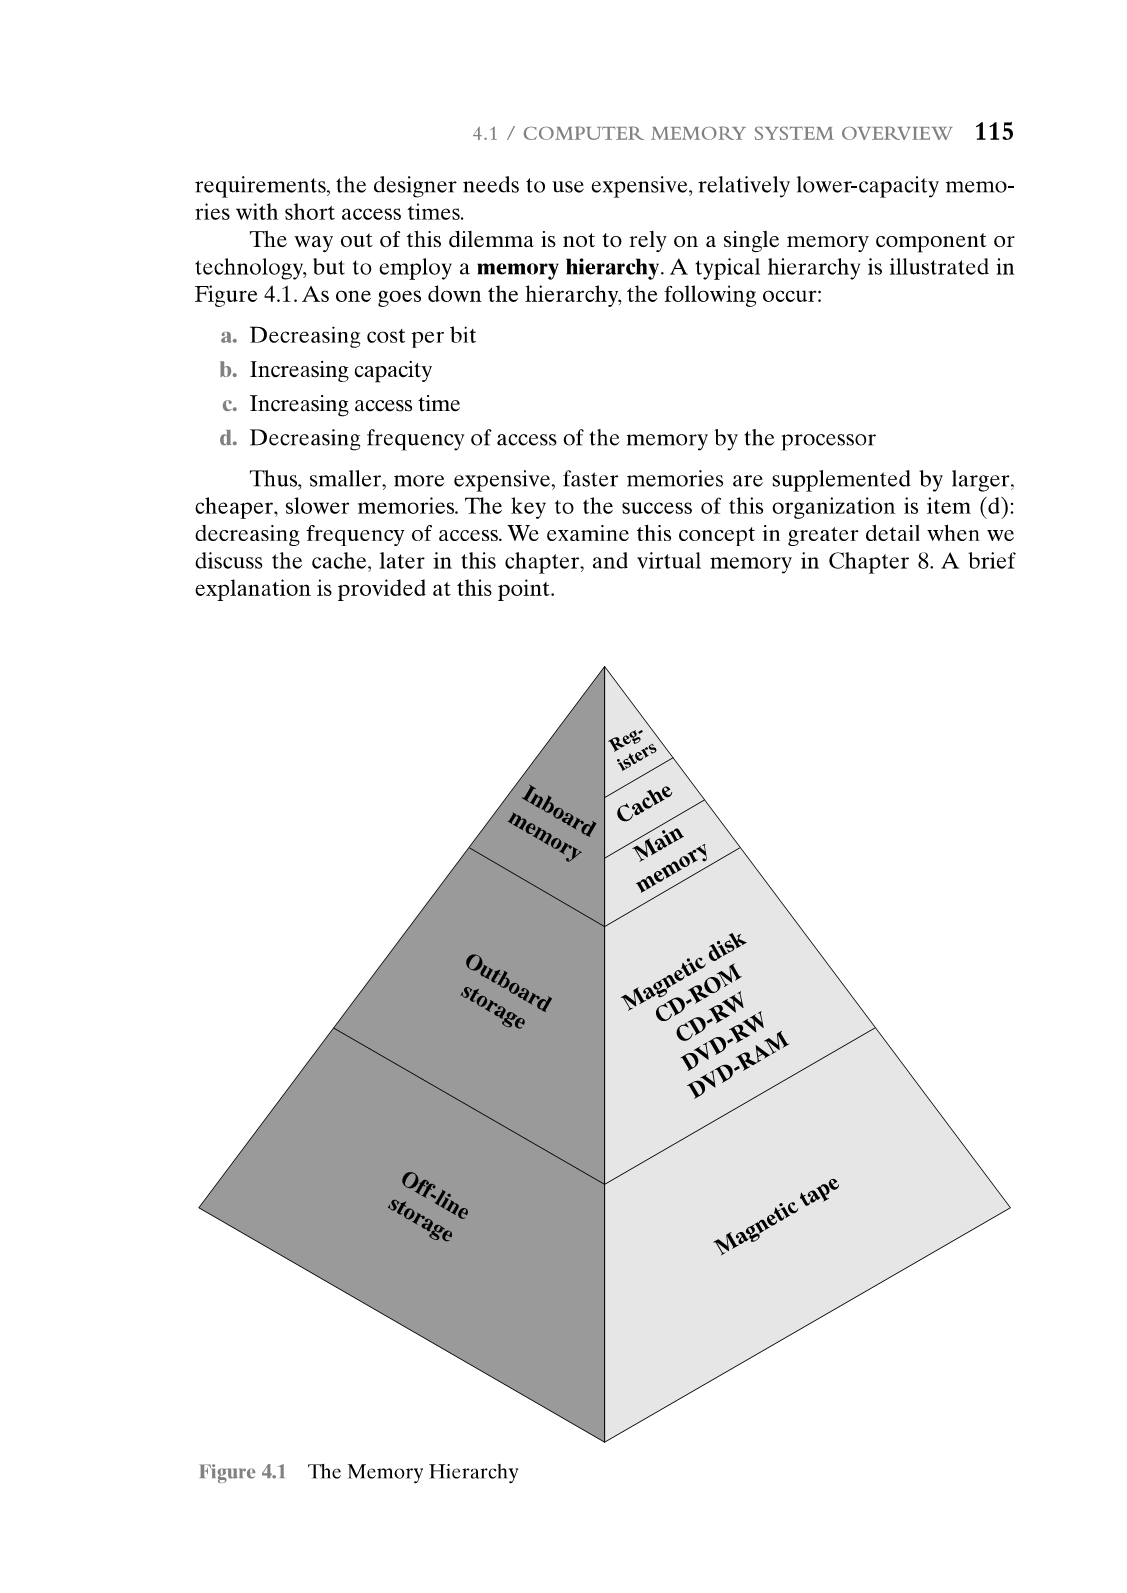 4.1 / COMPUTER MEMORY SYSTEM OVERVIEW 115
requirements, the designer needs to use expensive, relatively lower-capacity memo-
ries with short access times.
The way out of this dilemma is not to rely on a single memory component or
technology, but to employ a memory hierarchy. A typical hierarchy is illustrated in
Figure 4.1. As one goes down the hierarchy, the following occur:
a. Decreasing cost per bit
b. Increasing capacity
c. Increasing access time
d. Decreasing frequency of access of the memory by the processor
Thus, smaller, more expensive, faster memories are supplemented by larger,
cheaper, slower memories. The key to the success of this organization is item (d):
decreasing frequency of access. We examine this concept in greater detail when we
discuss the cache, later in this chapter, and virtual memory in Chapter 8. A brief
explanation is provided at this point.
Reg-
isters
Cache
Main
memory
Inboard
memory
Magnetic disk
CD-ROM
CD-RW
DVD-RW
DVD-RAM
Outboard
storage
Magnetic tape
Off-line
storage
Figure 4.1 The Memory Hierarchy